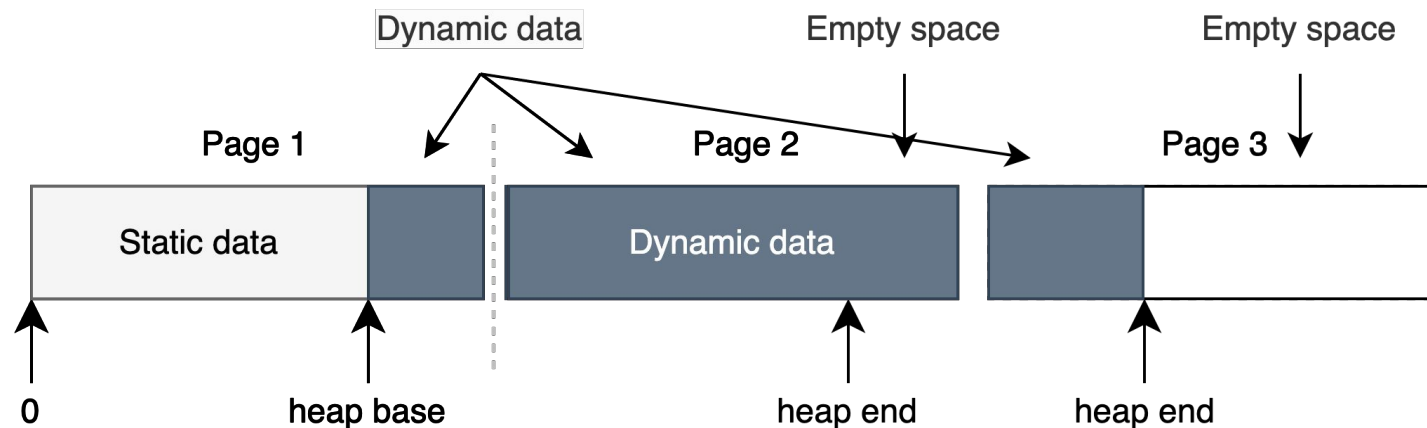 Dynamic data
Empty space
Empty space
Page 1
Page 2
Page 3
Static data
Dynamic data
0
heap base
heap end
heap end